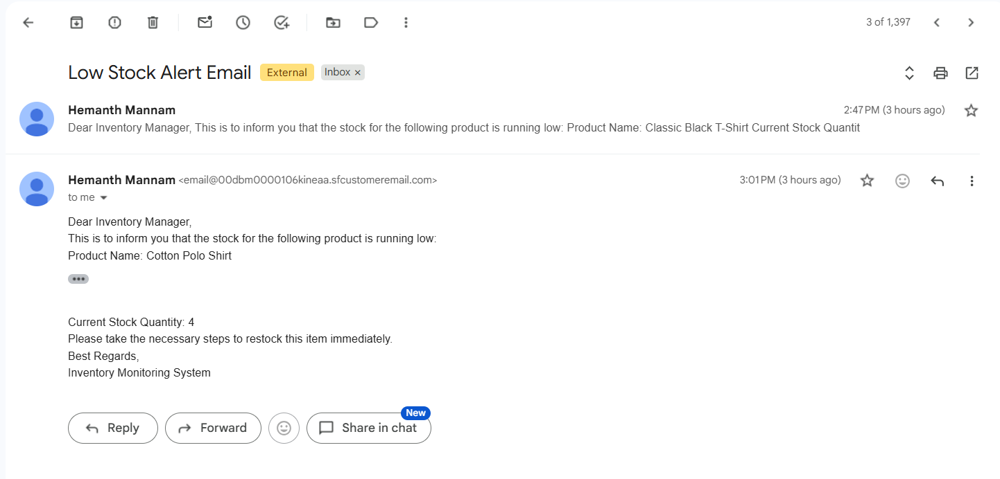 3 of 1,397
Low Stock Alert Email External Inbox ×
Hemanth Mannam 2:47 PM (3 hours ago)
Dear Inventory Manager, This is to inform you that the stock for the following product is running low: Product Name: Classic Black T-Shirt Current Stock Quantit
Hemanth Mannam <email@00dbm0000106kineaa.sfcustomeremail.com> 3:01 PM (3 hours ago)
to me
Dear Inventory Manager,
This is to inform you that the stock for the following product is running low:
Product Name: Cotton Polo Shirt
Current Stock Quantity: 4
Please take the necessary steps to restock this item immediately.
Best Regards,
Inventory Monitoring System
New
Reply Forward Share in chat